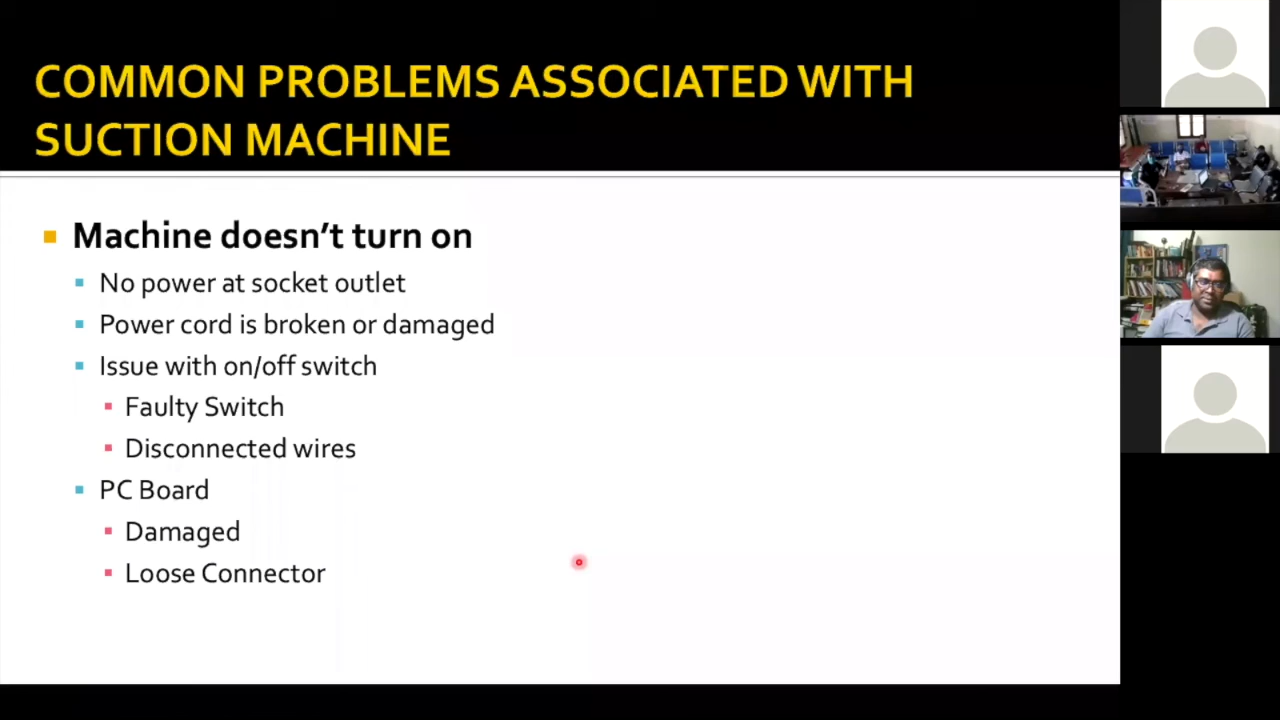 COMMON PROBLEMS ASSOCIATED WITH
SUCTION MACHINE
Machine doesn’t turn on
No power at socket outlet
Power cord is broken or damaged
Issue with on/off switch
Faulty Switch
Disconnected wires
PC Board
Damaged
Loose Connector